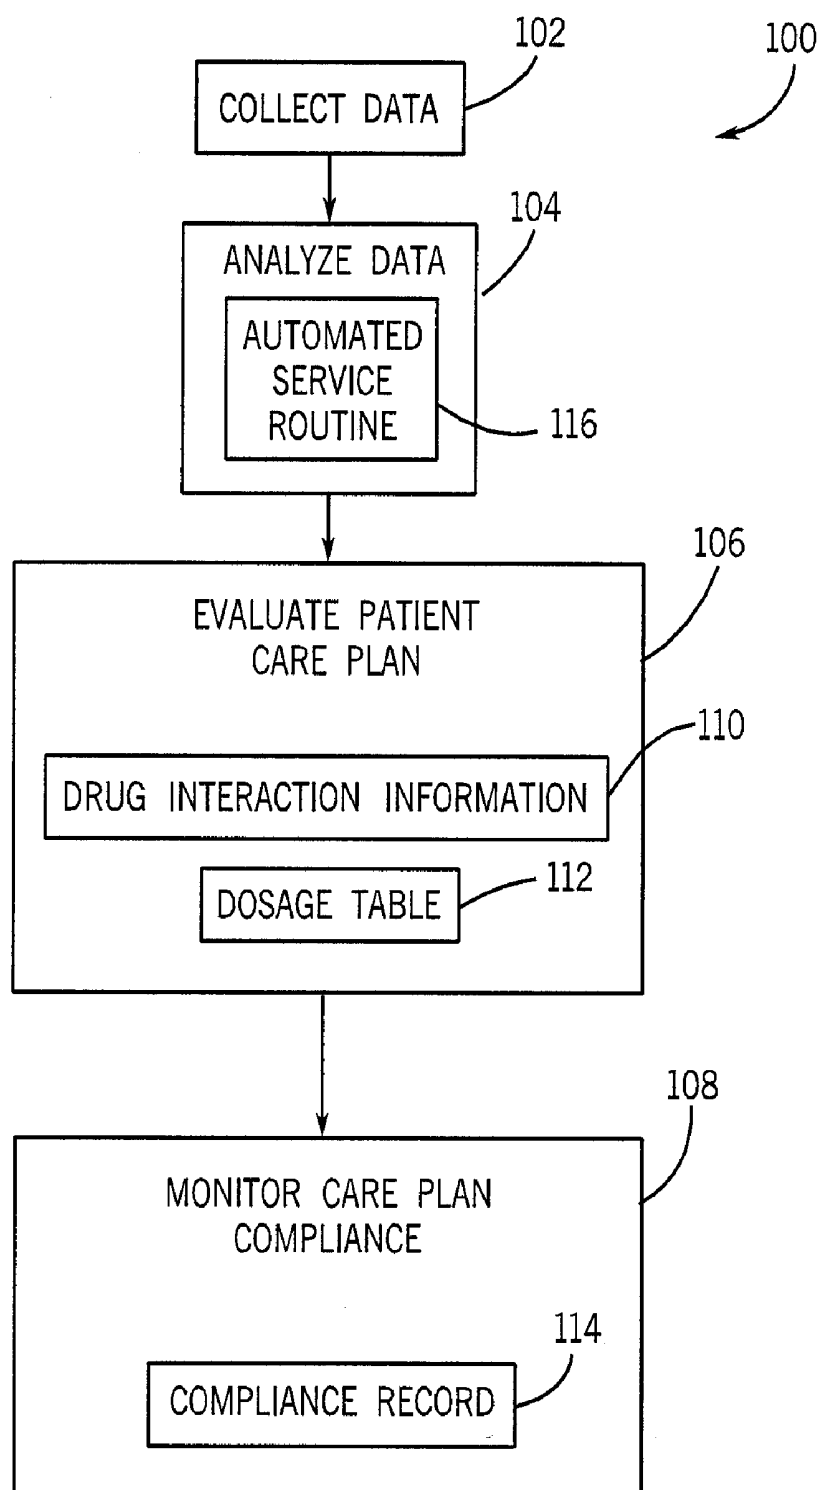 102
100
COLLECT DATA
104
ANALYZE DATA
AUTOMATED
SERVICE
ROUTINE
116
106
EVALUATE PATIENT
CARE PLAN
110
DRUG INTERACTION INFORMATION
112
DOSAGE TABLE
108
MONITOR CARE PLAN
COMPLIANCE
114
COMPLIANCE RECORD